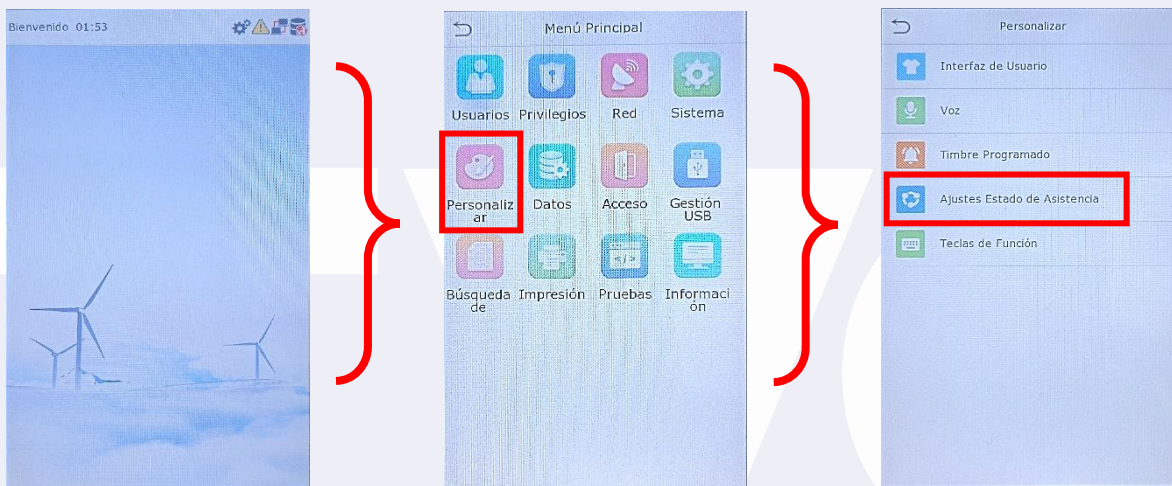 Bienvenido 01:53
Menú Principal
Usuarios
Privilegios
Red
Sistema
Personaliz
ar
Datos
Acceso
Gestión
USB
Búsqueda
de
Impresión
Pruebas
Informaci
ón
Personalizar
Interfaz de Usuario
Voz
Timbre Programado
Ajustes Estado de Asistencia
Teclas de Función